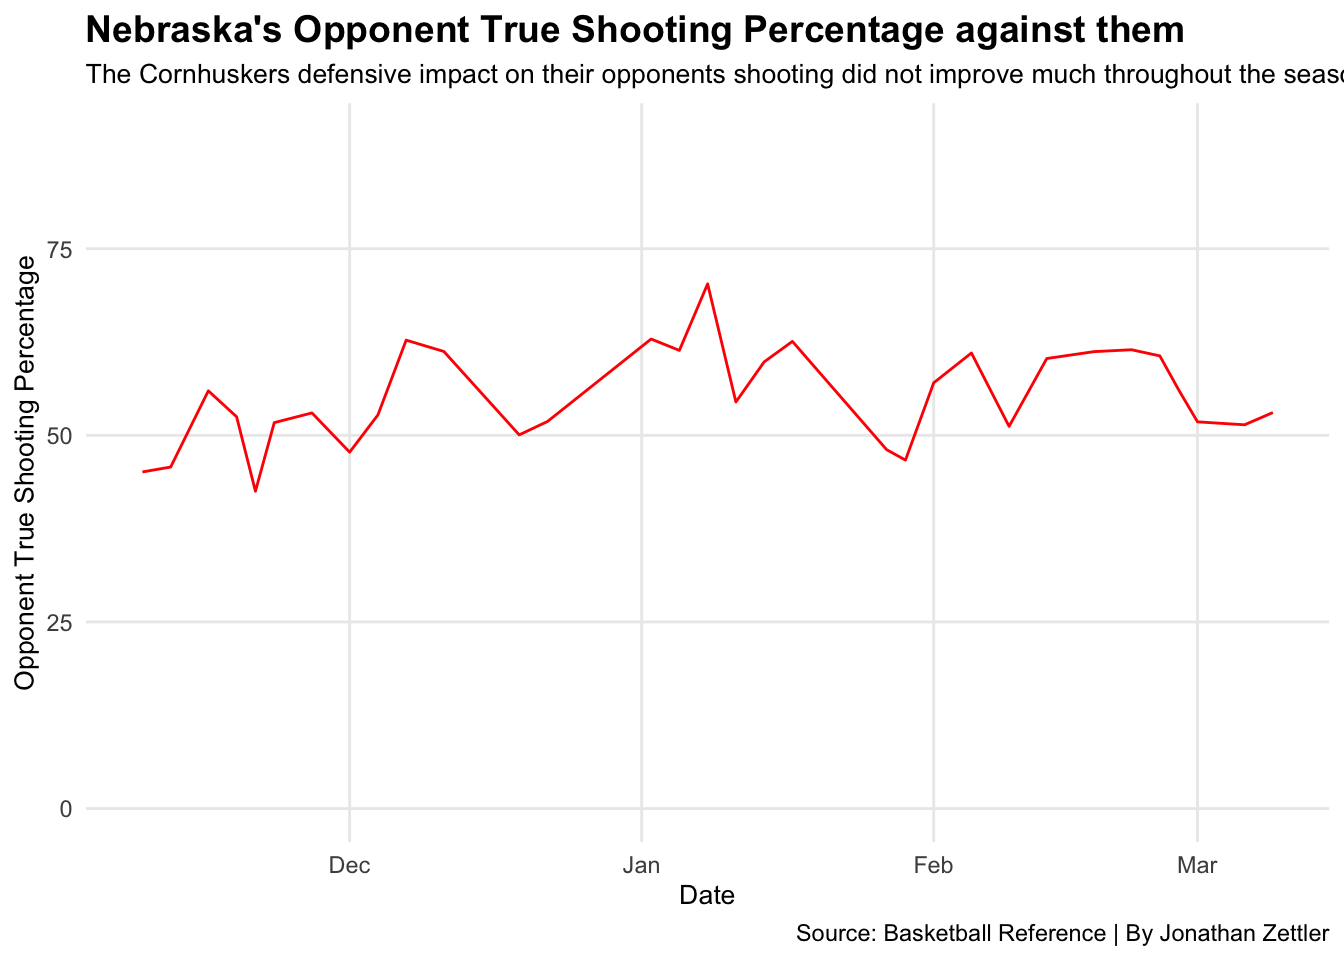 Nebraska's Opponent True Shooting Percentage against them
The Cornhuskers defensive impact on their opponents shooting did not improve much throughout the seas
Opponent True Shooting Percentage
75
50
25
0
Dec Jan Feb Mar
Date
Source: Basketball Reference | By Jonathan Zettler